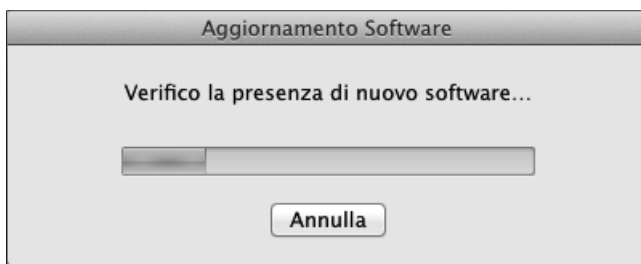 Aggiornamento Software
Verifico la presenza di nuovo software...
Annulla